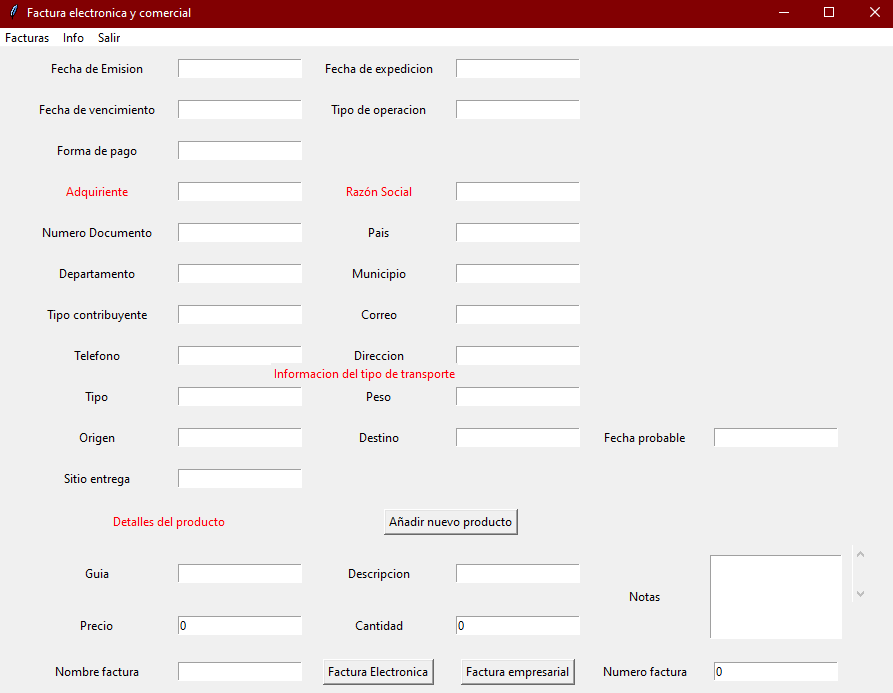 Factura electronica y comercial
Facturas Info Salir
Fecha de Emision Fecha de expedicion
Fecha de vencimiento Tipo de operacion
Forma de pago
Adquiriente Razón Social
Numero Documento Pais
Departamento Municipio
Tipo contribuyente Correo
Telefono Direccion
Informacion del tipo de transporte
Tipo Peso
Origen Destino Fecha probable
Sitio entrega
Detalles del producto Añadir nuevo producto
Guia Descripcion
Notas
Precio 0 Cantidad 0
Nombre factura Factura Electronica Factura empresarial Numero factura 0